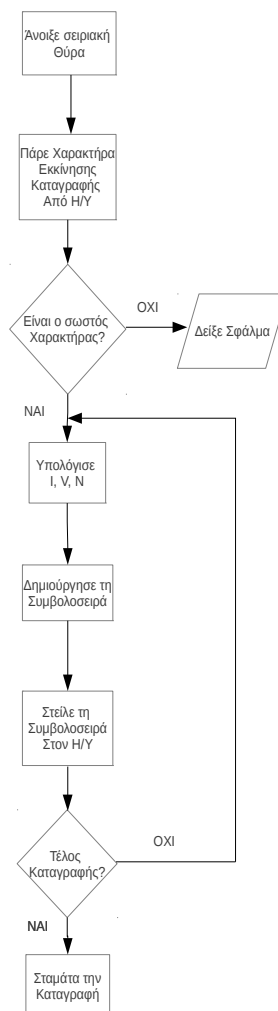 Άνοιξε σειριακή
Θύρα
Πάρε Χαρακτήρα
Εκκίνησης
Καταγραφής
Από Η/Υ
Είναι ο σωστός
Χαρακτήρας?
ΟΧΙ
Δείξε Σφάλμα
ΝΑΙ
Υπολόγισε
I, V, N
Δημιούργησε τη
Συμβολοσειρά
Στείλε τη
Συμβολοσειρά
Στον Η/Υ
Τέλος
Καταγραφής?
ΟΧΙ
ΝΑΙ
Σταμάτα την
Καταγραφή